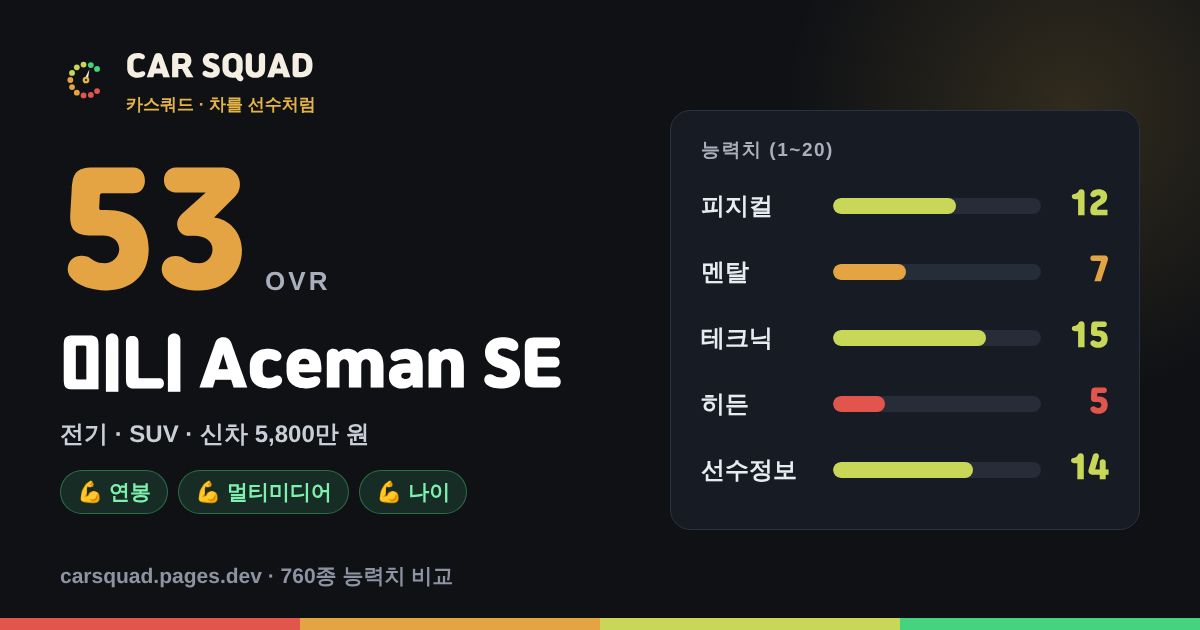 CAR SQUAD
카스쿼드 · 차를 선수처럼
53 OVR
미니 Aceman SE
전기 · SUV · 신차 5,800만 원
💪 연봉 💪 멀티미디어 💪 나이
carsquad.pages.dev · 760종 능력치 비교
능력치 (1~20)
피지컬 12
멘탈 7
테크닉 15
히든 5
선수정보 14